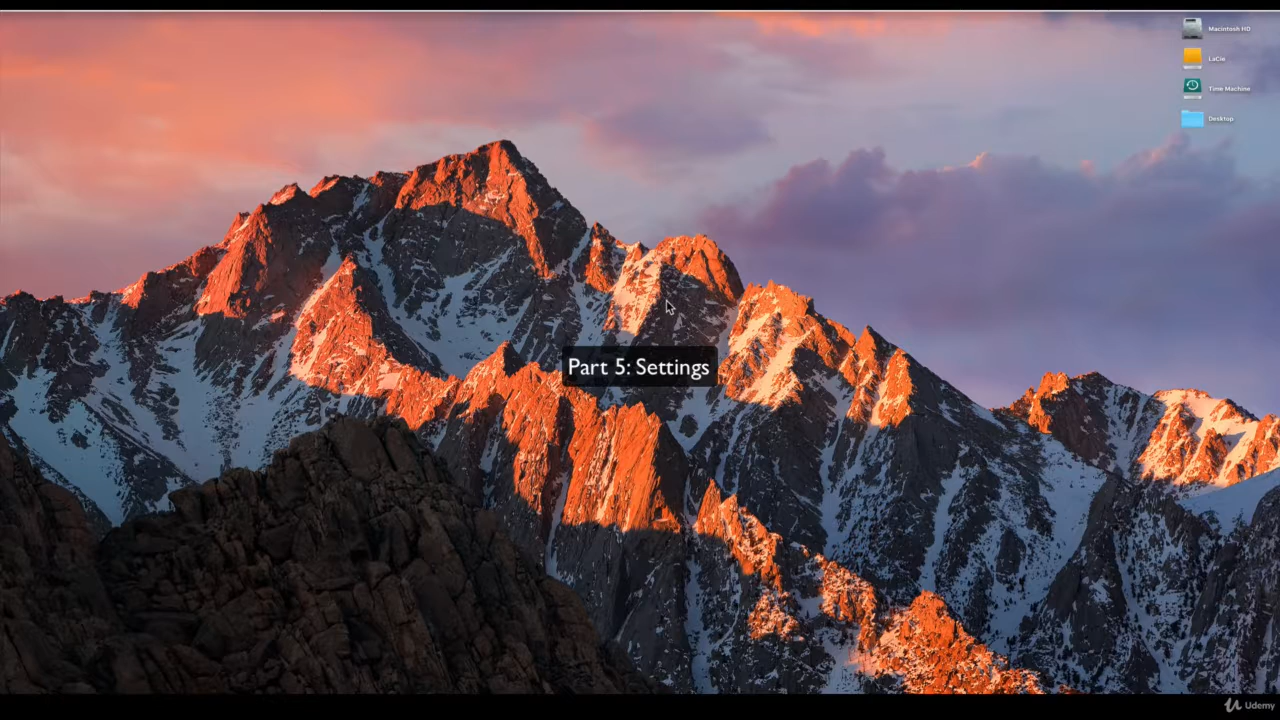 Macintosh HD
LaCie
Time Machine
Desktop
Part 5: Settings
Udemy